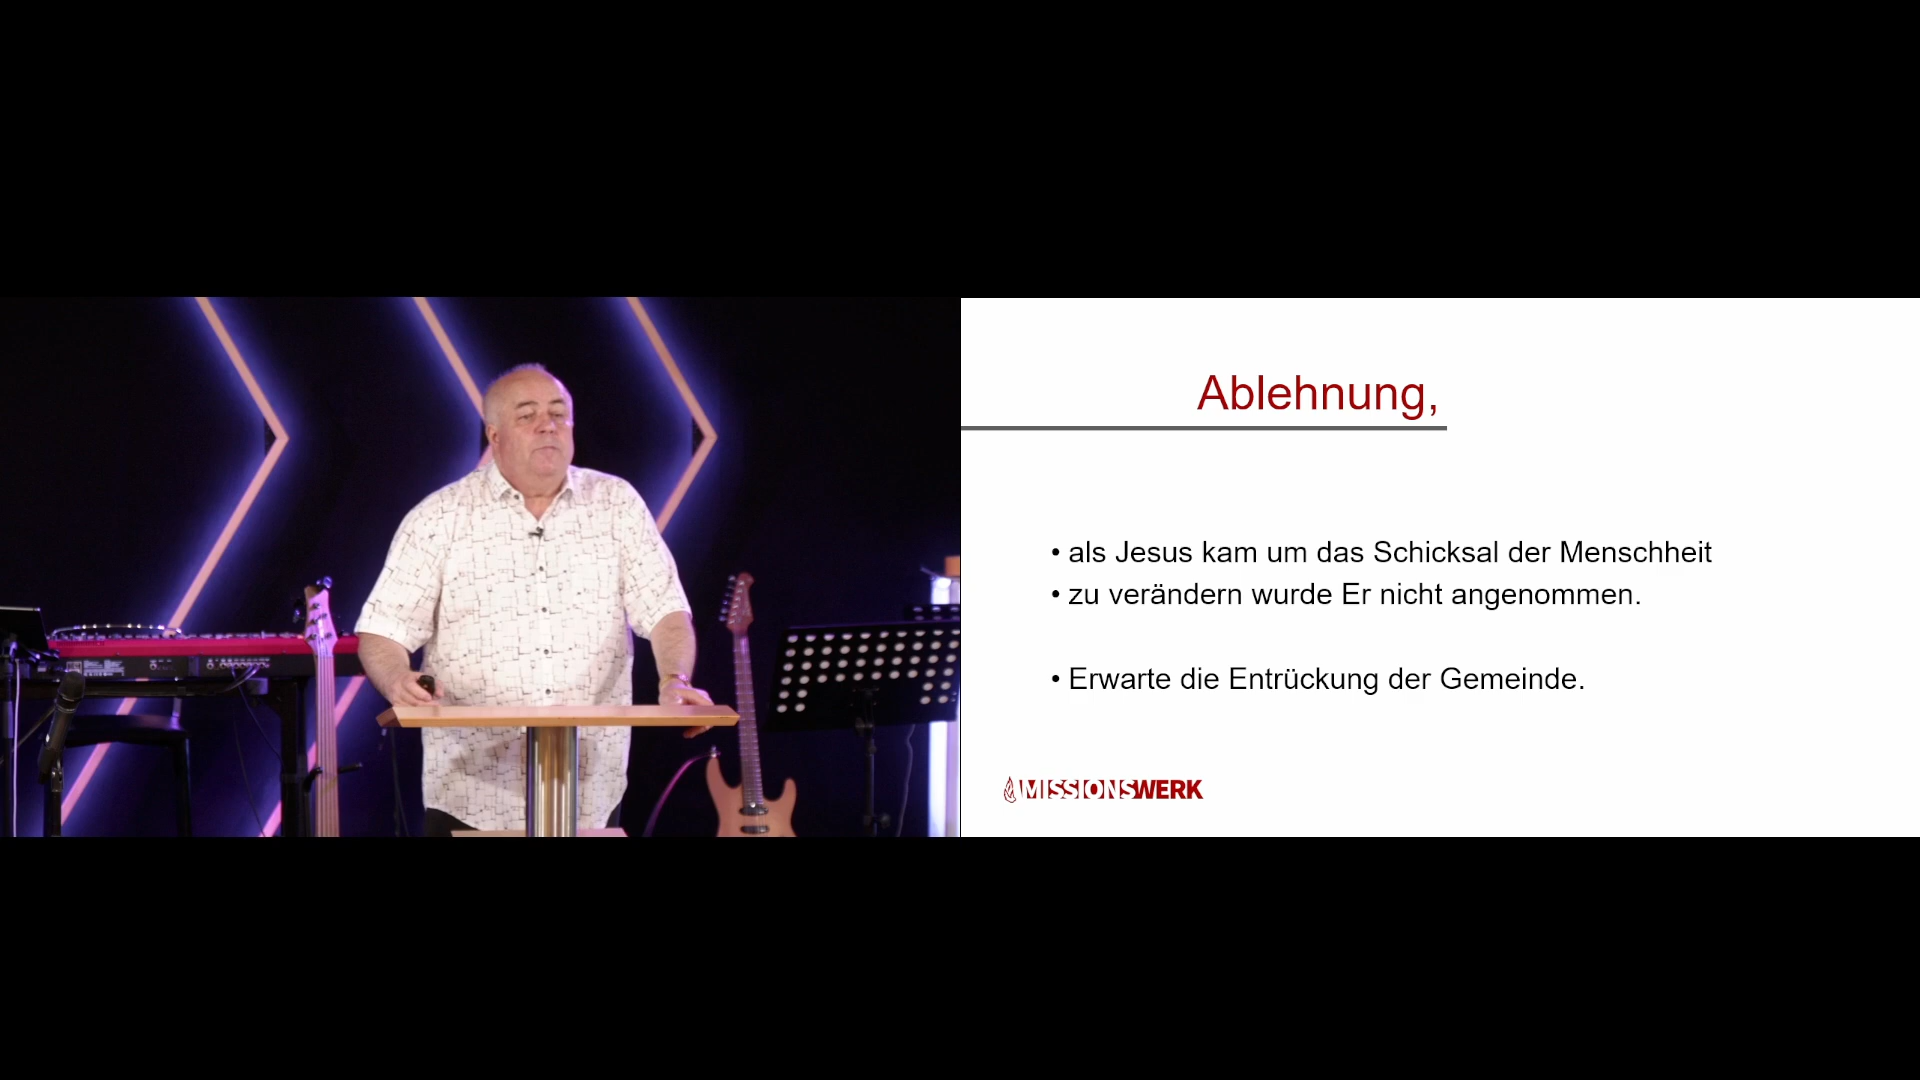 Ablehnung,
• als Jesus kam um das Schicksal der Menschheit
• zu verändern wurde Er nicht angenommen.
• Erwarte die Entrückung der Gemeinde.
MISSIONSWERK